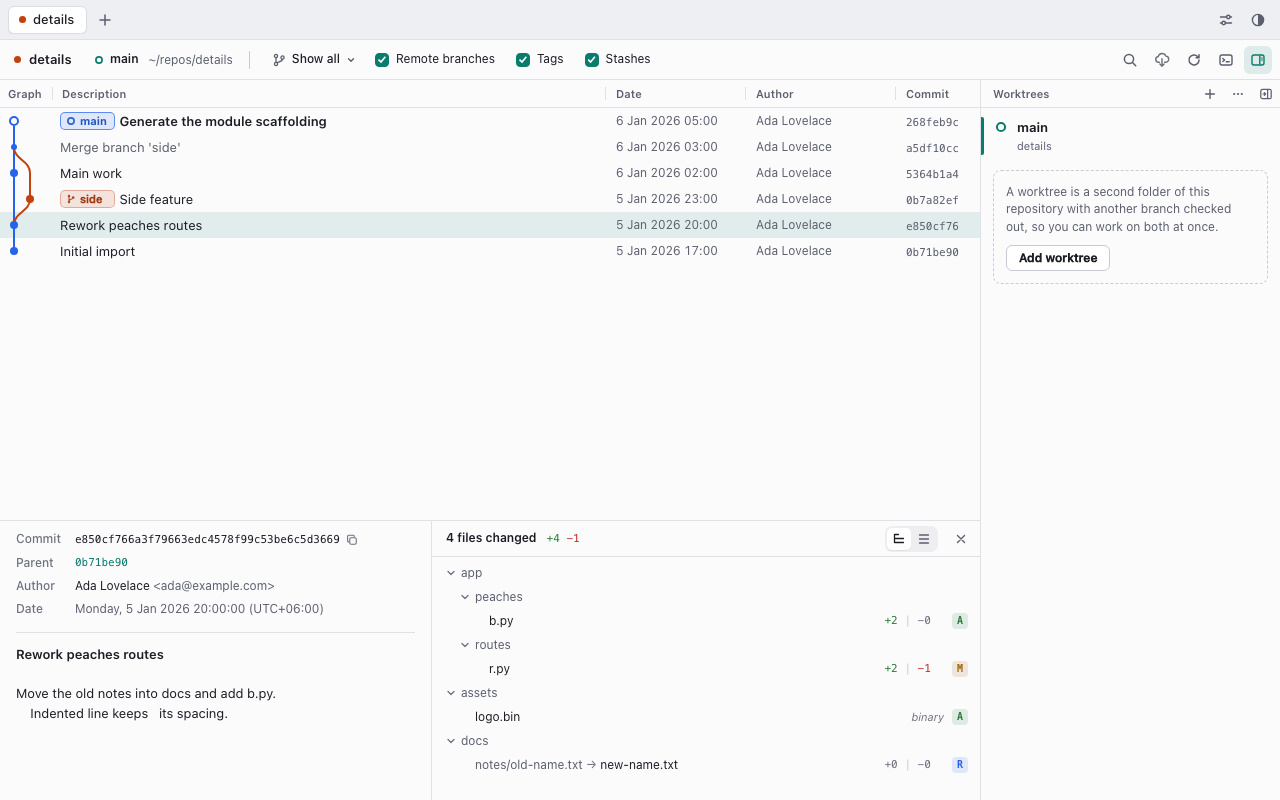 details
details main ~/repos/details Show all Remote branches Tags Stashes
Graph Description Date Author Commit
main Generate the module scaffolding 6 Jan 2026 05:00 Ada Lovelace 268feb9c
Merge branch 'side' 6 Jan 2026 03:00 Ada Lovelace a5df10cc
Main work 6 Jan 2026 02:00 Ada Lovelace 5364b1a4
side Side feature 5 Jan 2026 23:00 Ada Lovelace 0b7a82ef
Rework peaches routes 5 Jan 2026 20:00 Ada Lovelace e850cf76
Initial import 5 Jan 2026 17:00 Ada Lovelace 0b71be90
Worktrees
main
details
A worktree is a second folder of this
repository with another branch checked
out, so you can work on both at once.
Add worktree
Commit e850cf766a3f79663edc4578f99c53be6c5d3669
Parent 0b71be90
Author Ada Lovelace <ada@example.com>
Date Monday, 5 Jan 2026 20:00:00 (UTC+06:00)
Rework peaches routes
Move the old notes into docs and add b.py.
Indented line keeps   its spacing.
4 files changed +4 −1
app
peaches
b.py +2 | −0 A
routes
r.py +2 | −1 M
assets
logo.bin binary A
docs
notes/old-name.txt → new-name.txt +0 | −0 R